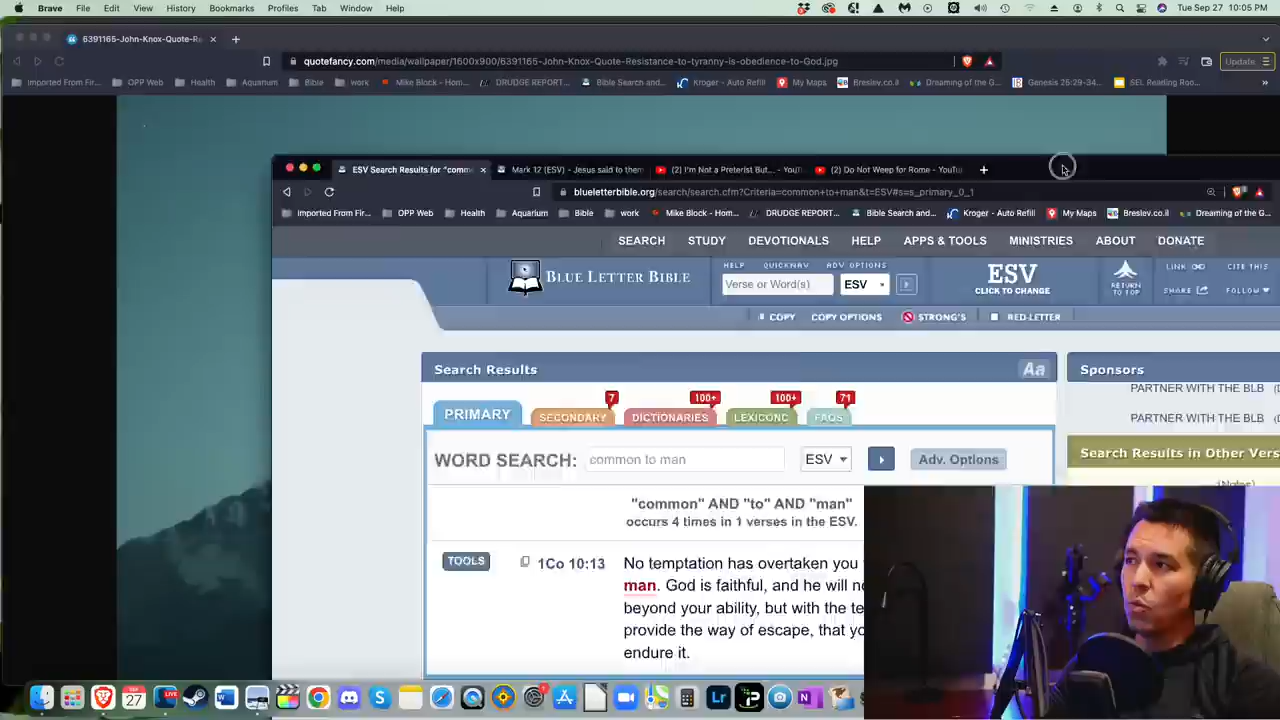 Brave File Edit View History Bookmarks Profiles Tab Window Help Tue Sep 27 10:05 PM
6391165-John-Knox-Quote-Re
quotefancy.com/media/wallpaper/1600x900/6391165-John-Knox-Quote-Resistance-to-tyranny-is-obedience-to-God.jpg Update
Imported From Fir... OPP Web Health Aquarium Bible work Mike Block - Hom... DRUDGE REPORT... Bible Search and... Kroger - Auto Refill My Maps Breslev.co.il Dreaming of the G... Genesis 25:29-34... SEL Reading Roo... »
ESV Search Results for "comm Mark 12 (ESV) - Jesus said to them (2) I'm Not a Preterist But... - YouT (2) Do Not Weep for Rome - YouTu
blueletterbible.org/search/search.cfm?Criteria=common+to+man&t=ESV#s=s_primary_0_1
Imported From Fir... OPP Web Health Aquarium Bible work Mike Block - Hom... DRUDGE REPORT... Bible Search and... Kroger - Auto Refill My Maps Breslev.co.il Dreaming of the G...
SEARCH STUDY DEVOTIONALS HELP APPS & TOOLS MINISTRIES ABOUT DONATE
HELP QUICKNAV ADV OPTIONS
BLUE LETTER BIBLE Verse or Word(s) ESV
ESV
CLICK TO CHANGE
RETURN
TO TOP
LINK CITE THIS
SHARE FOLLOW
COPY COPY OPTIONS STRONG'S RED-LETTER
Search Results Aa Sponsors
PARTNER WITH THE BLB
7 100+ 100+ 71
PRIMARY SECONDARY DICTIONARIES LEXICONC FAQS
PARTNER WITH THE BLB
Search Results in Other Vers
WORD SEARCH: common to man ESV Adv. Options
"common" AND "to" AND "man"
occurs 4 times in 1 verses in the ESV.
TOOLS 1Co 10:13 No temptation has overtaken you
man. God is faithful, and he will no
beyond your ability, but with the te
provide the way of escape, that yo
endure it.
SEP
27
LIVE
W
S
Lr
iP
N